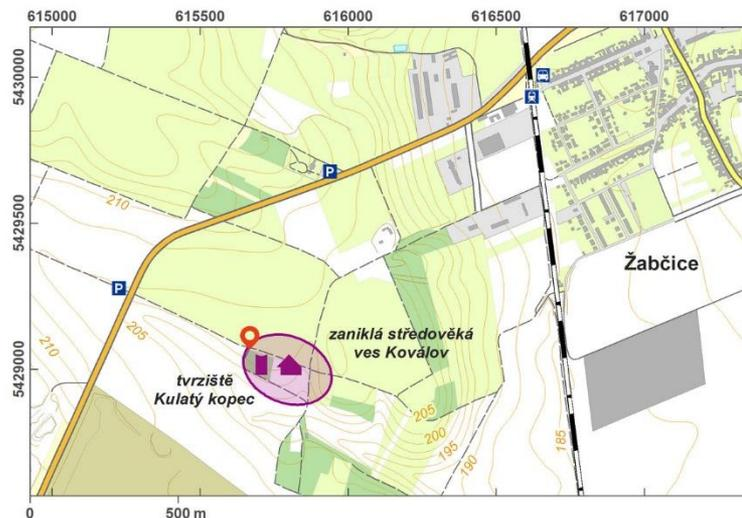 615000 615500 616000 616500 617000
5430000
5429500
5429000
P
P
210
205
210
Žabčice
zaniklá středověká
ves Koválov
tvrziště
Kulatý kopec
205
200
195
190
185
0 500 m